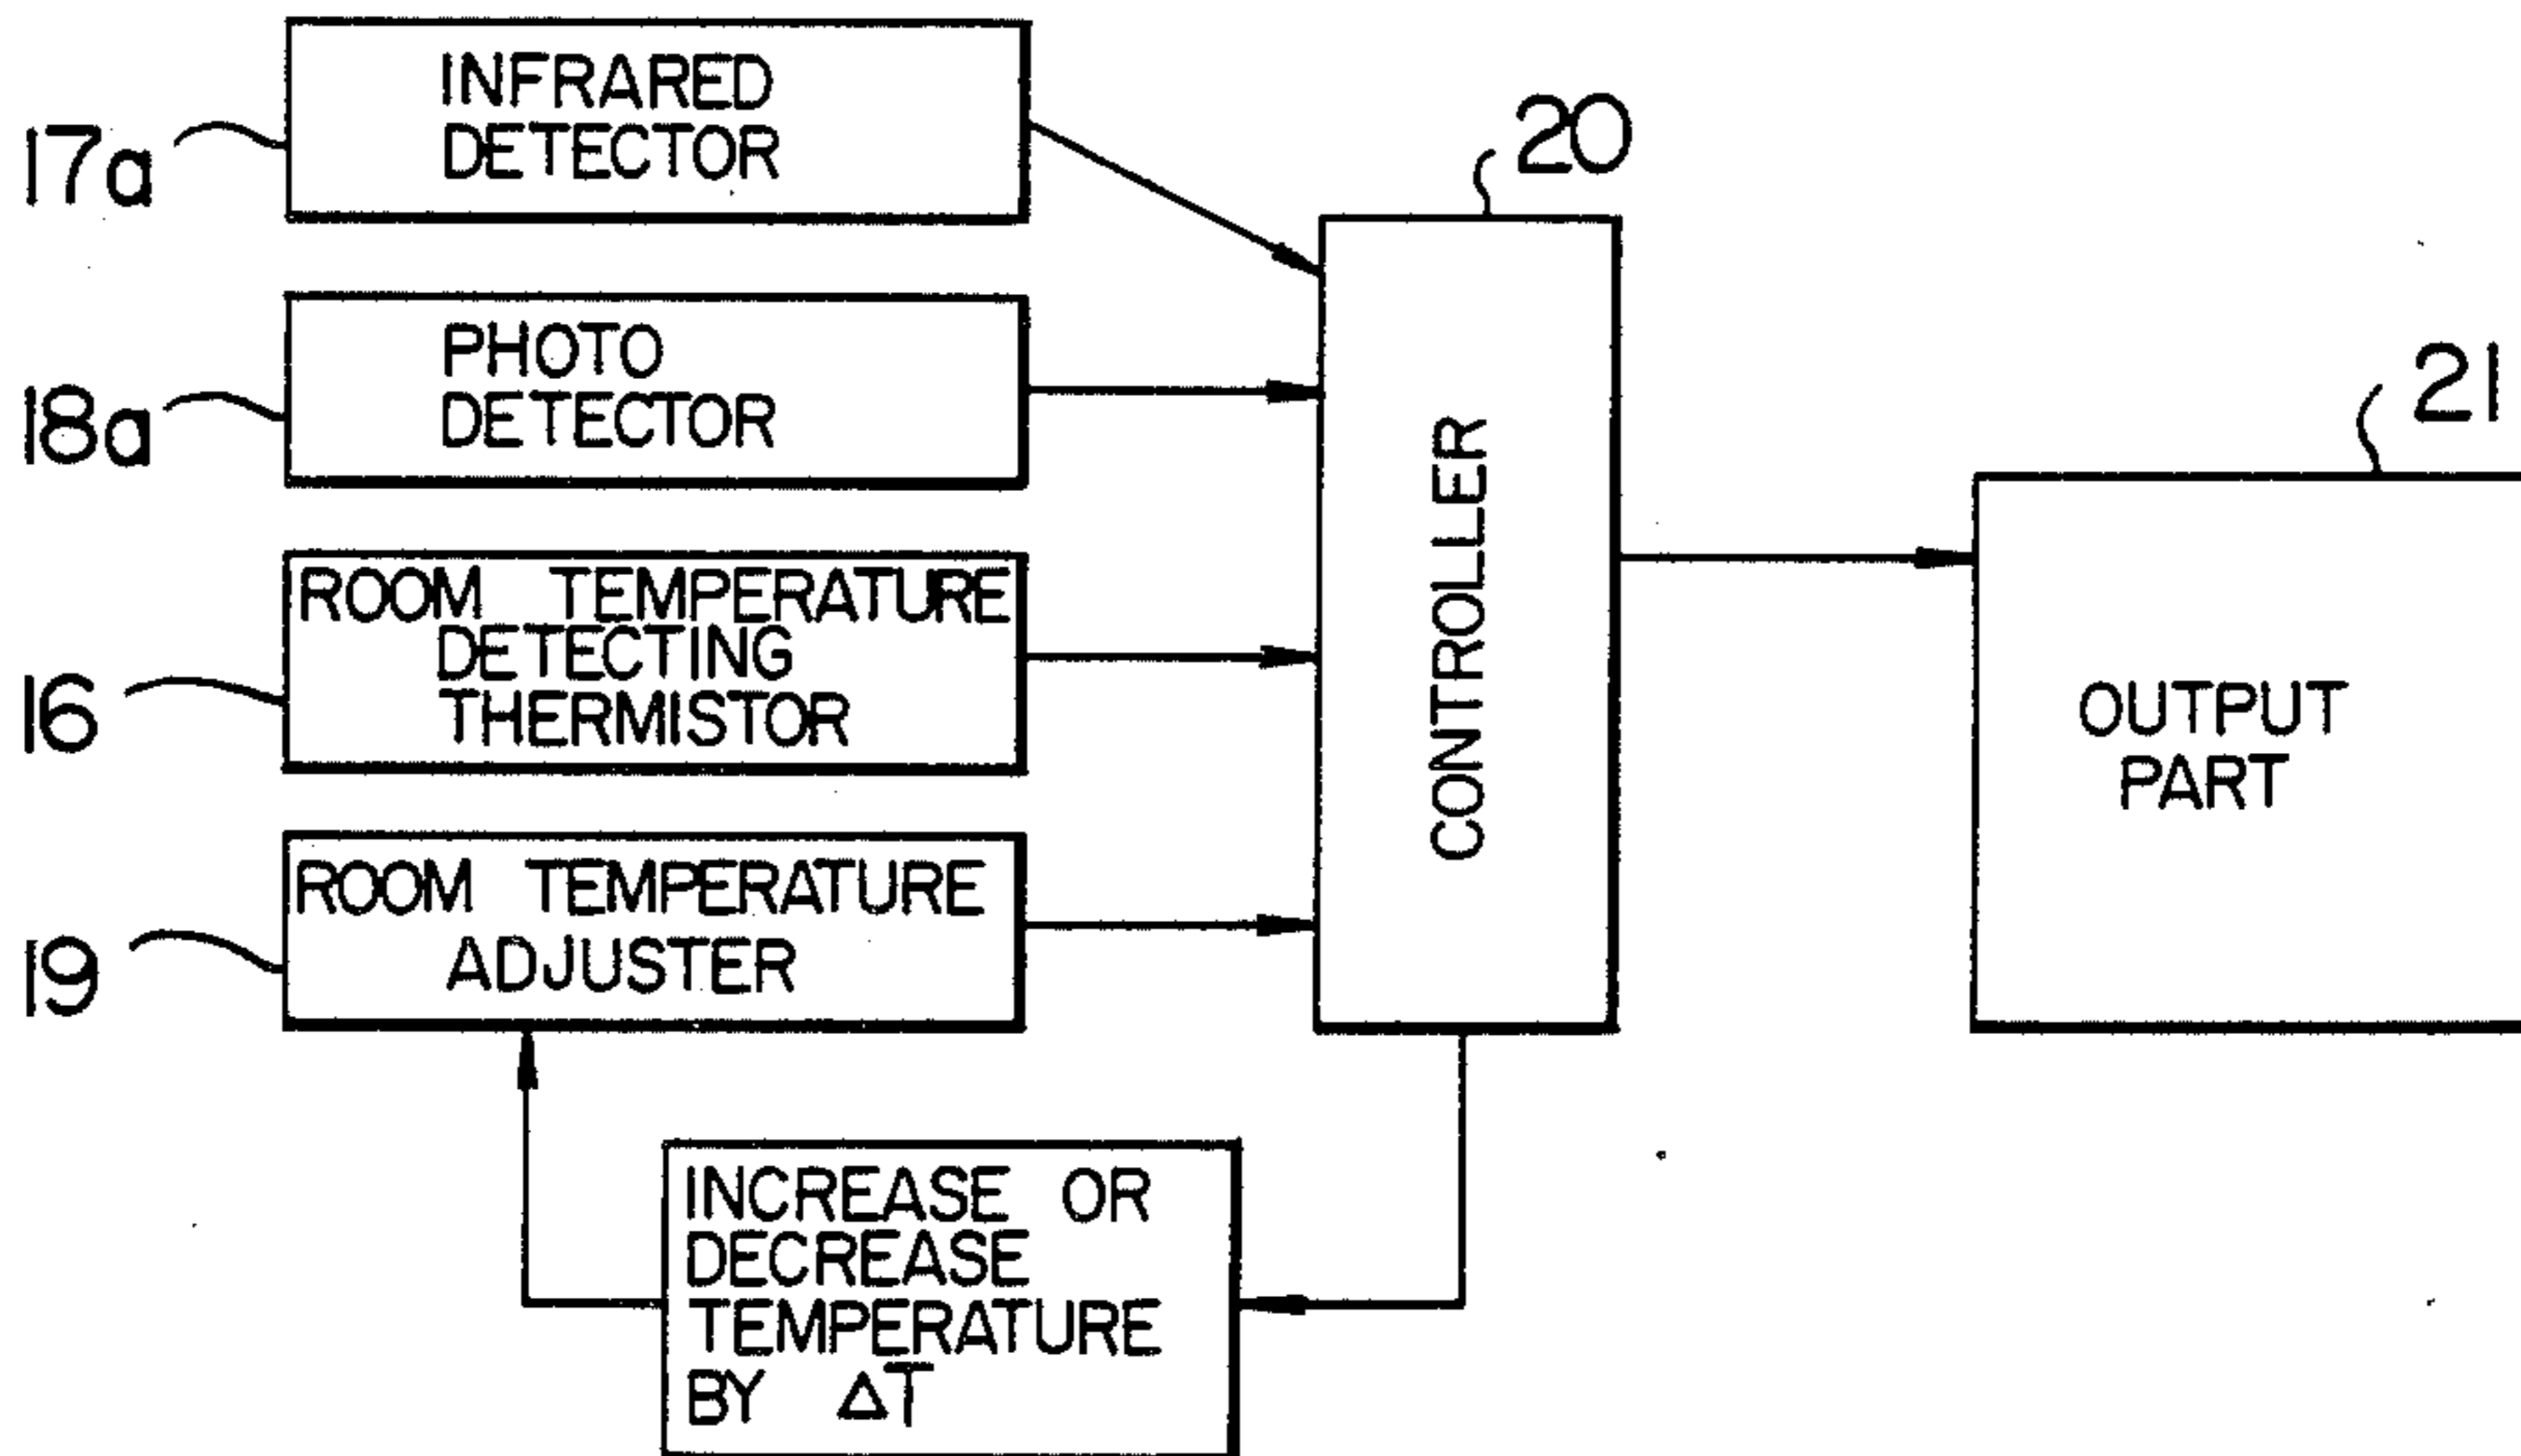 17a
INFRARED
DETECTOR
18a
PHOTO
DETECTOR
16
ROOM TEMPERATURE
DETECTING
THERMISTOR
19
ROOM TEMPERATURE
ADJUSTER
20
CONTROLLER
21
OUTPUT
PART
INCREASE OR
DECREASE
TEMPERATURE
BY ΔT